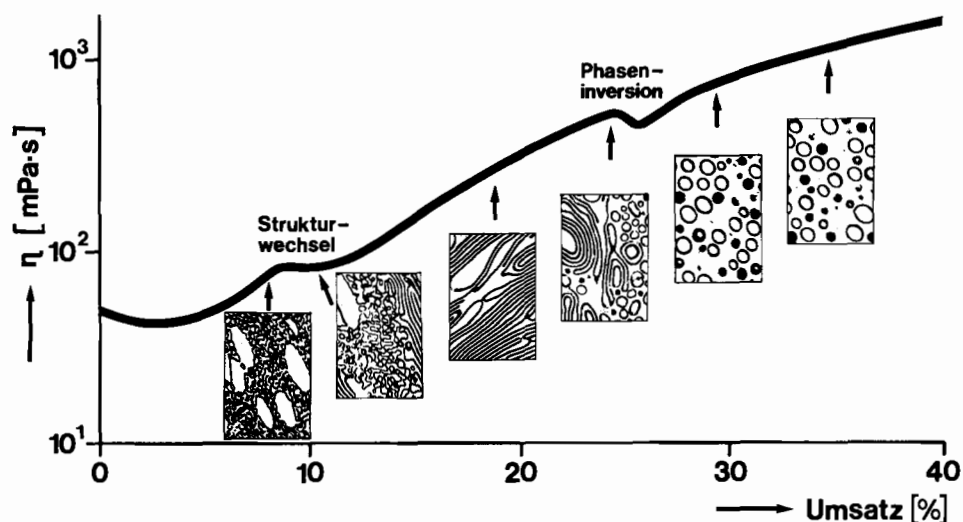 10³
Phasen-
inversion
η [mPa·s]
Struktur-
wechsel
10²
10¹
0
10
20
30
40
Umsatz [%]